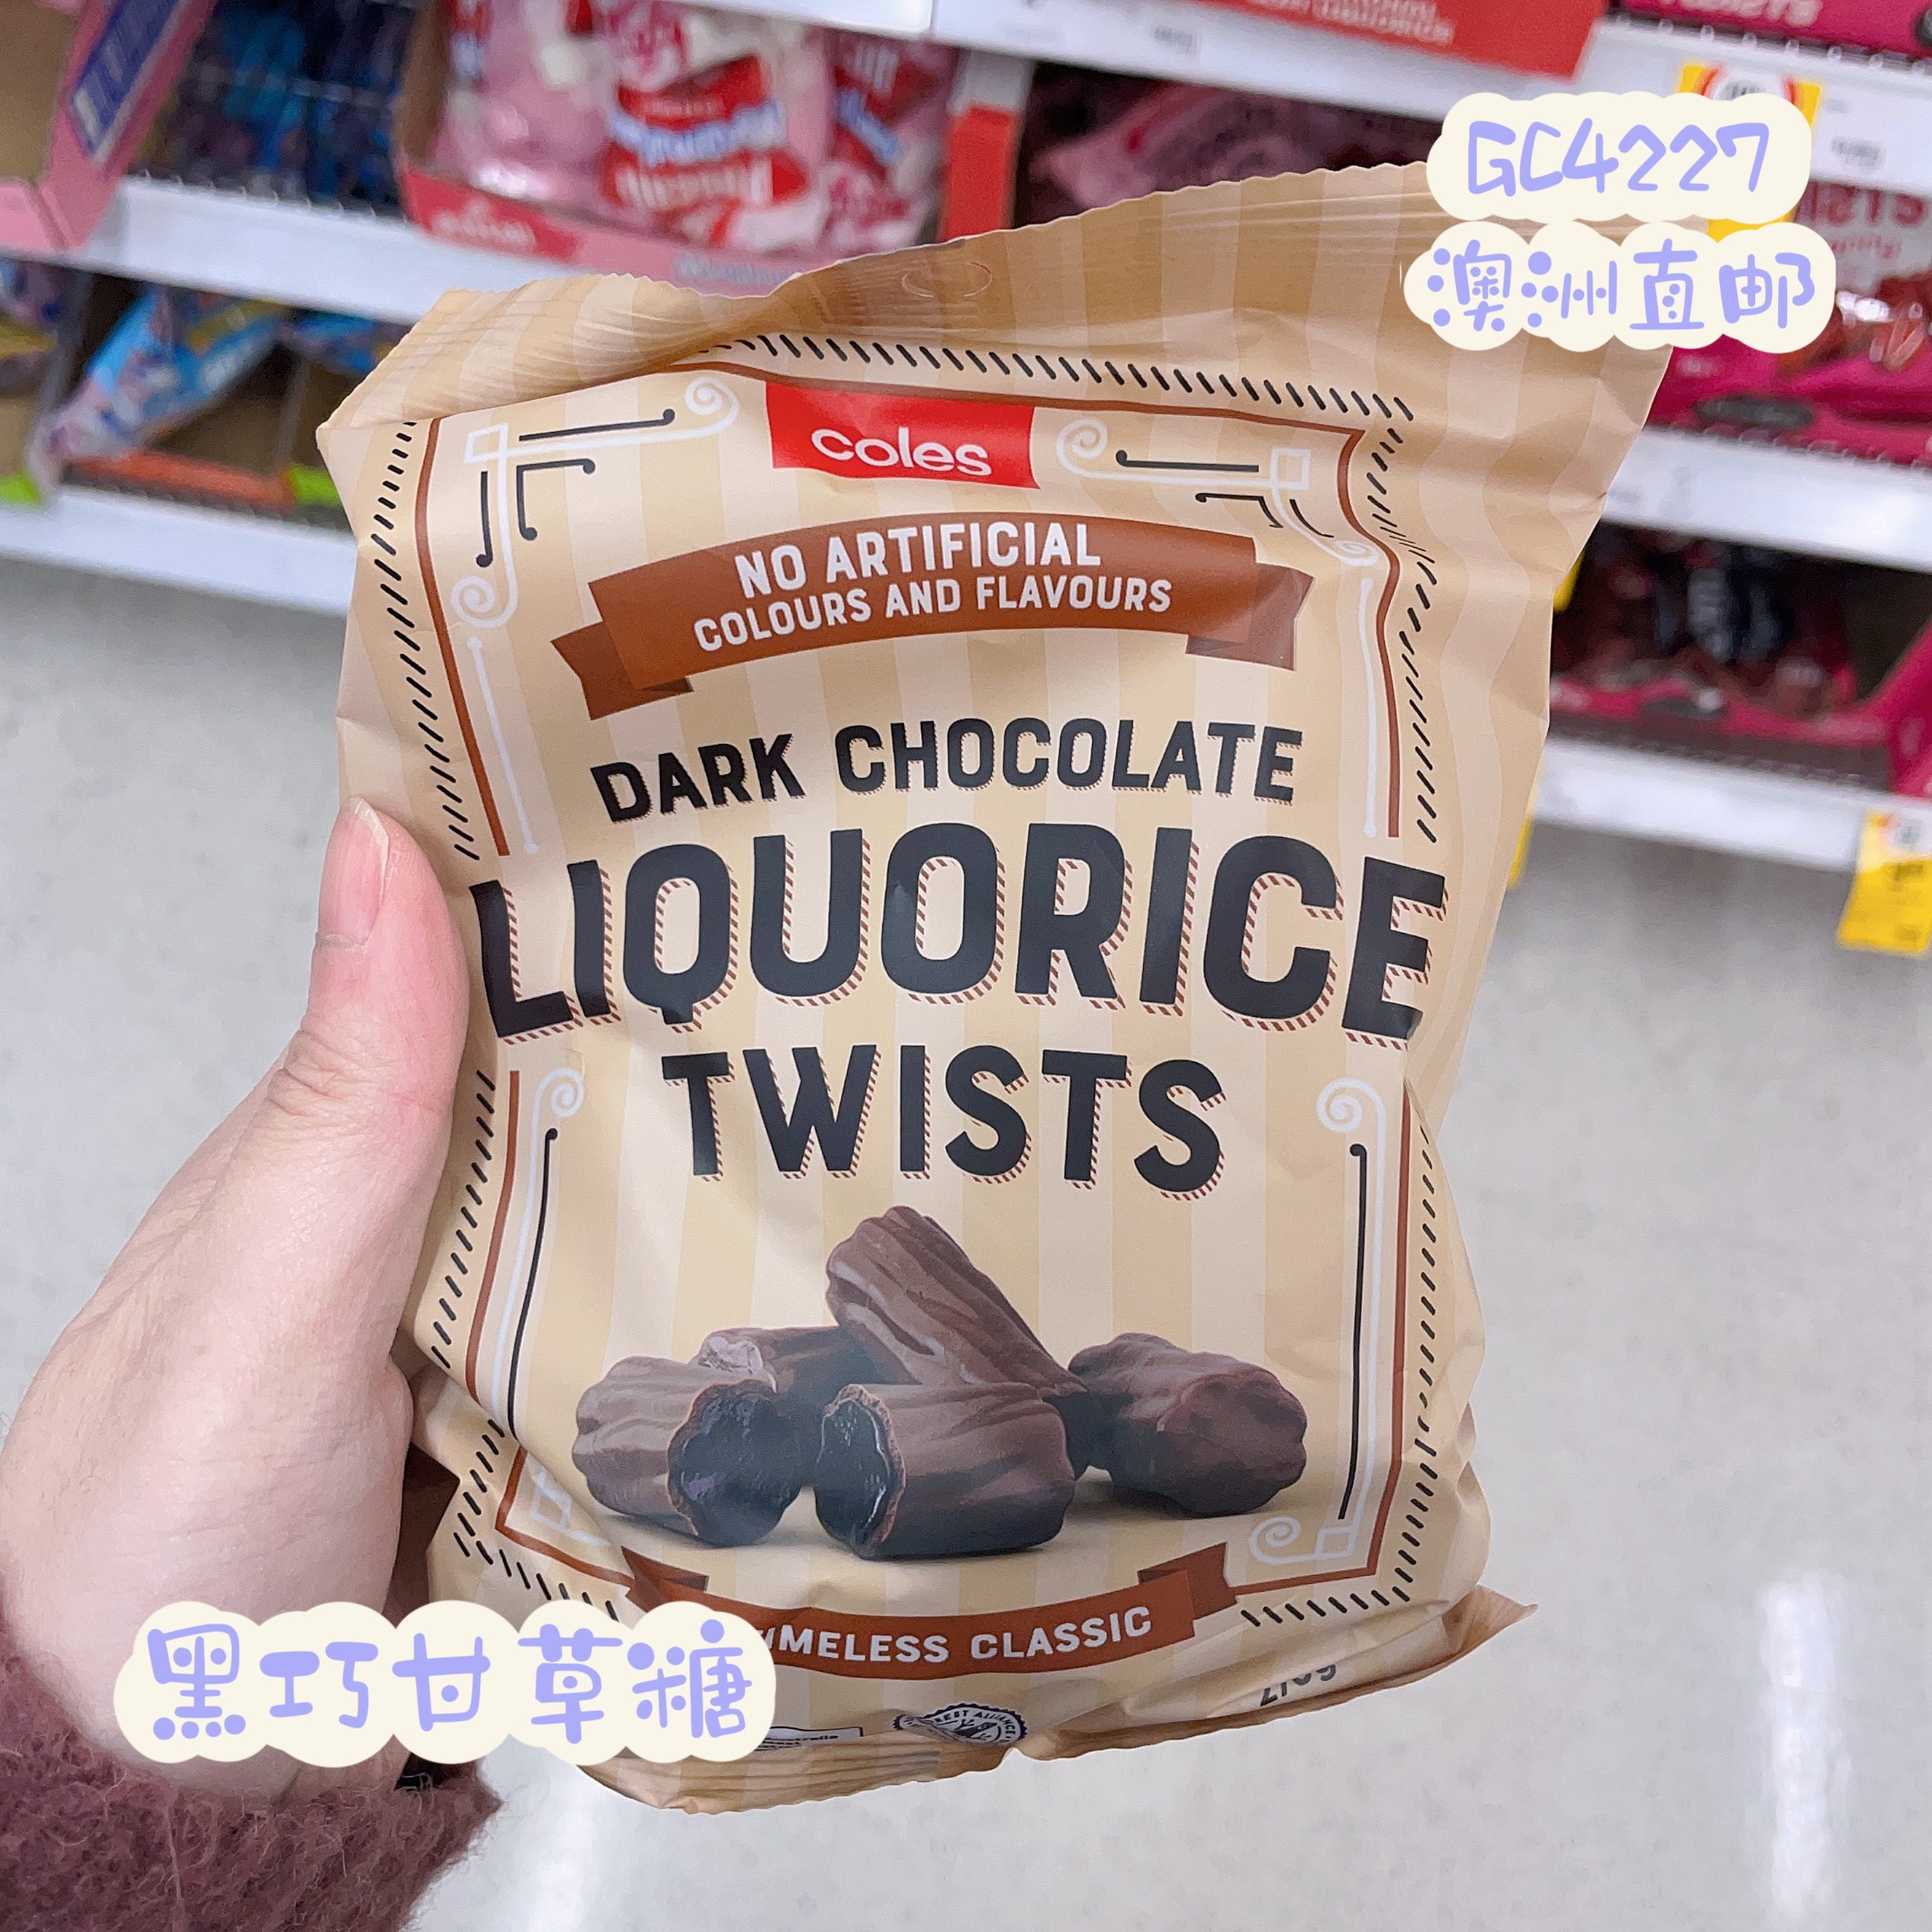 GC4227
澳洲直邮
coles
NO ARTIFICIAL
COLOURS AND FLAVOURS
DARK CHOCOLATE
LIQUORICE
TWISTS
CLASSIC
黑巧甘草糖